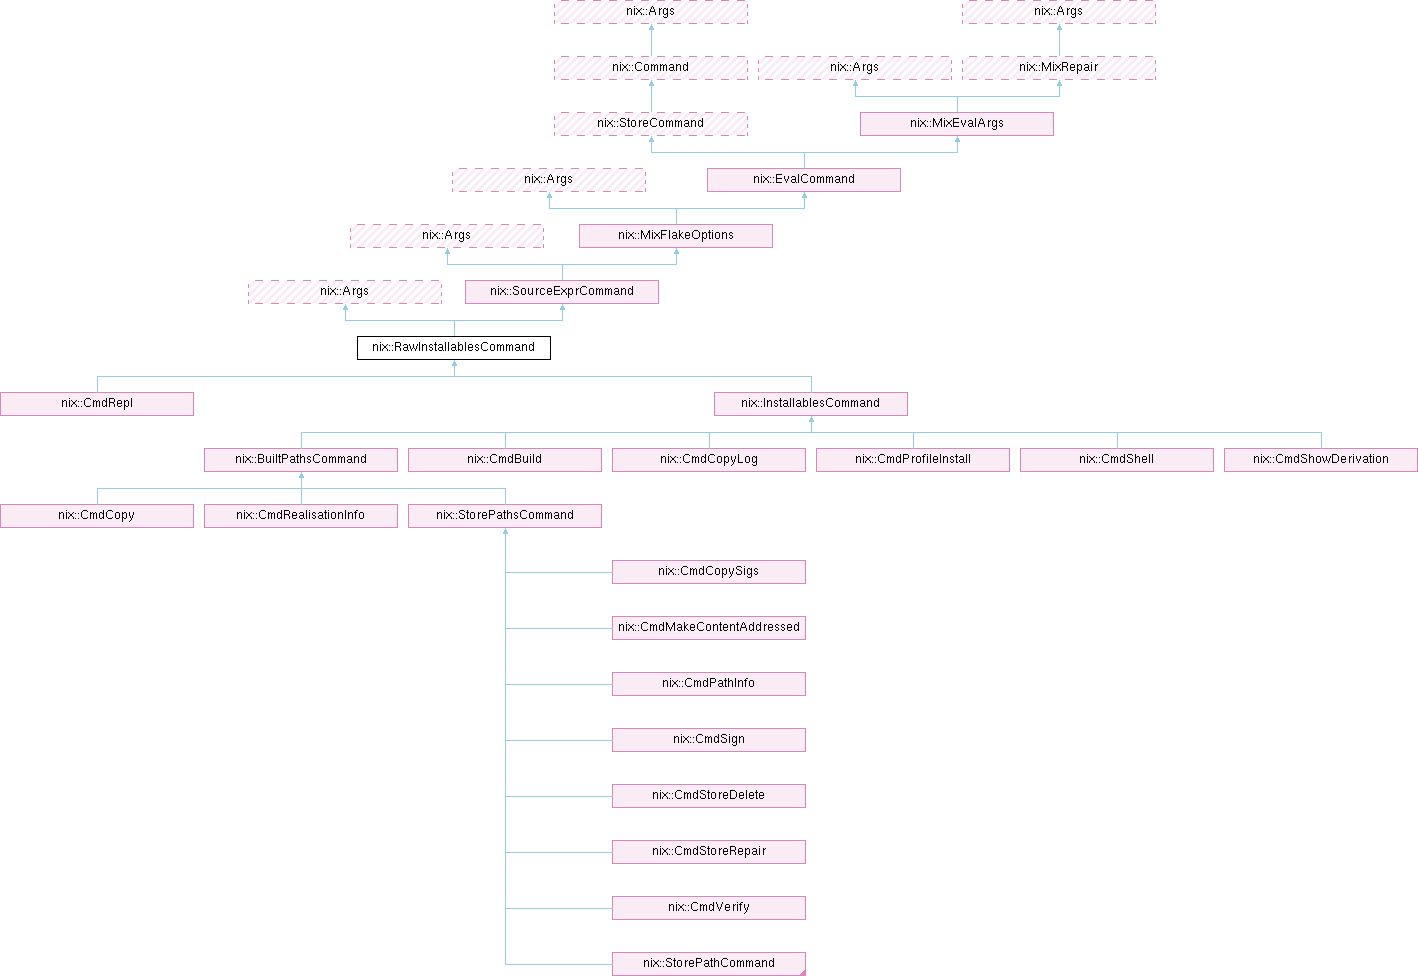 nix::Args
nix::Args
nix::Command
nix::Args
nix::MixRepair
nix::StoreCommand
nix::MixEvalArgs
nix::Args
nix::EvalCommand
nix::Args
nix::MixFlakeOptions
nix::Args
nix::SourceExprCommand
nix::RawInstallablesCommand
nix::CmdRepl
nix::InstallablesCommand
nix::BuiltPathsCommand
nix::CmdBuild
nix::CmdCopyLog
nix::CmdProfileInstall
nix::CmdShell
nix::CmdShowDerivation
nix::CmdCopy
nix::CmdRealisationInfo
nix::StorePathsCommand
nix::CmdCopySigs
nix::CmdMakeContentAddressed
nix::CmdPathInfo
nix::CmdSign
nix::CmdStoreDelete
nix::CmdStoreRepair
nix::CmdVerify
nix::StorePathCommand